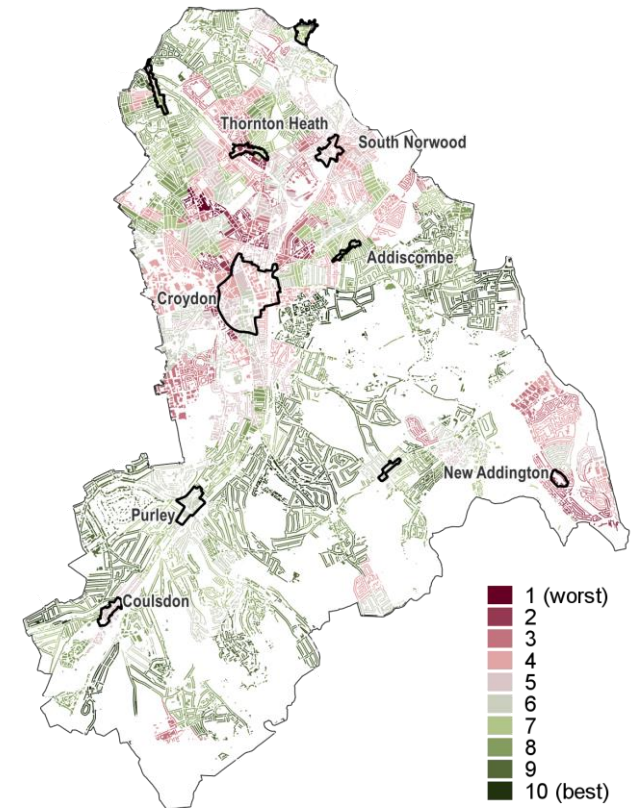 Thornton Heath
South Norwood
Addiscombe
Croydon
New Addington
Purley
Coulsdon
1 (worst)
2
3
4
5
6
7
8
9
10 (best)